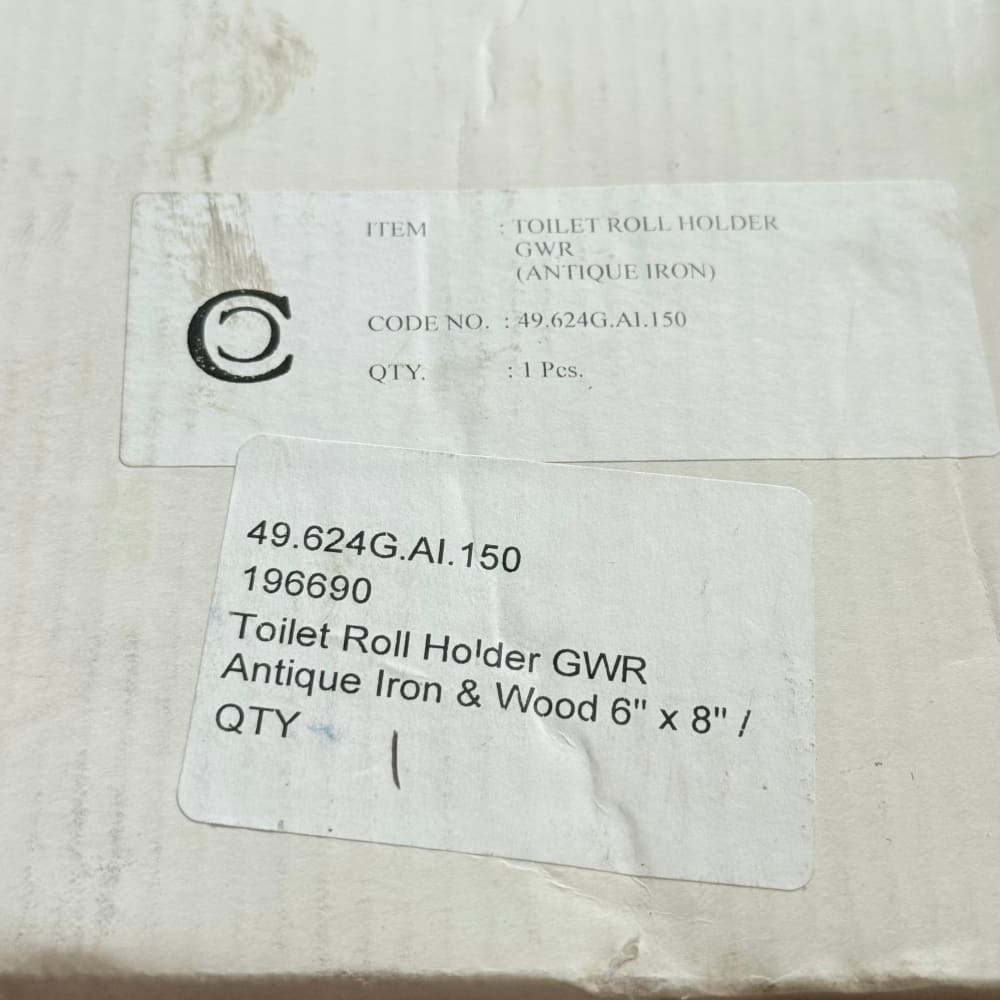 ITEM : TOILET ROLL HOLDER
GWR
(ANTIQUE IRON)
CODE NO. : 49.624G.AI.150
QTY. : 1 Pcs.
49.624G.AI.150
196690
Toilet Roll Holder GWR
Antique Iron & Wood 6" x 8" /
QTY 1